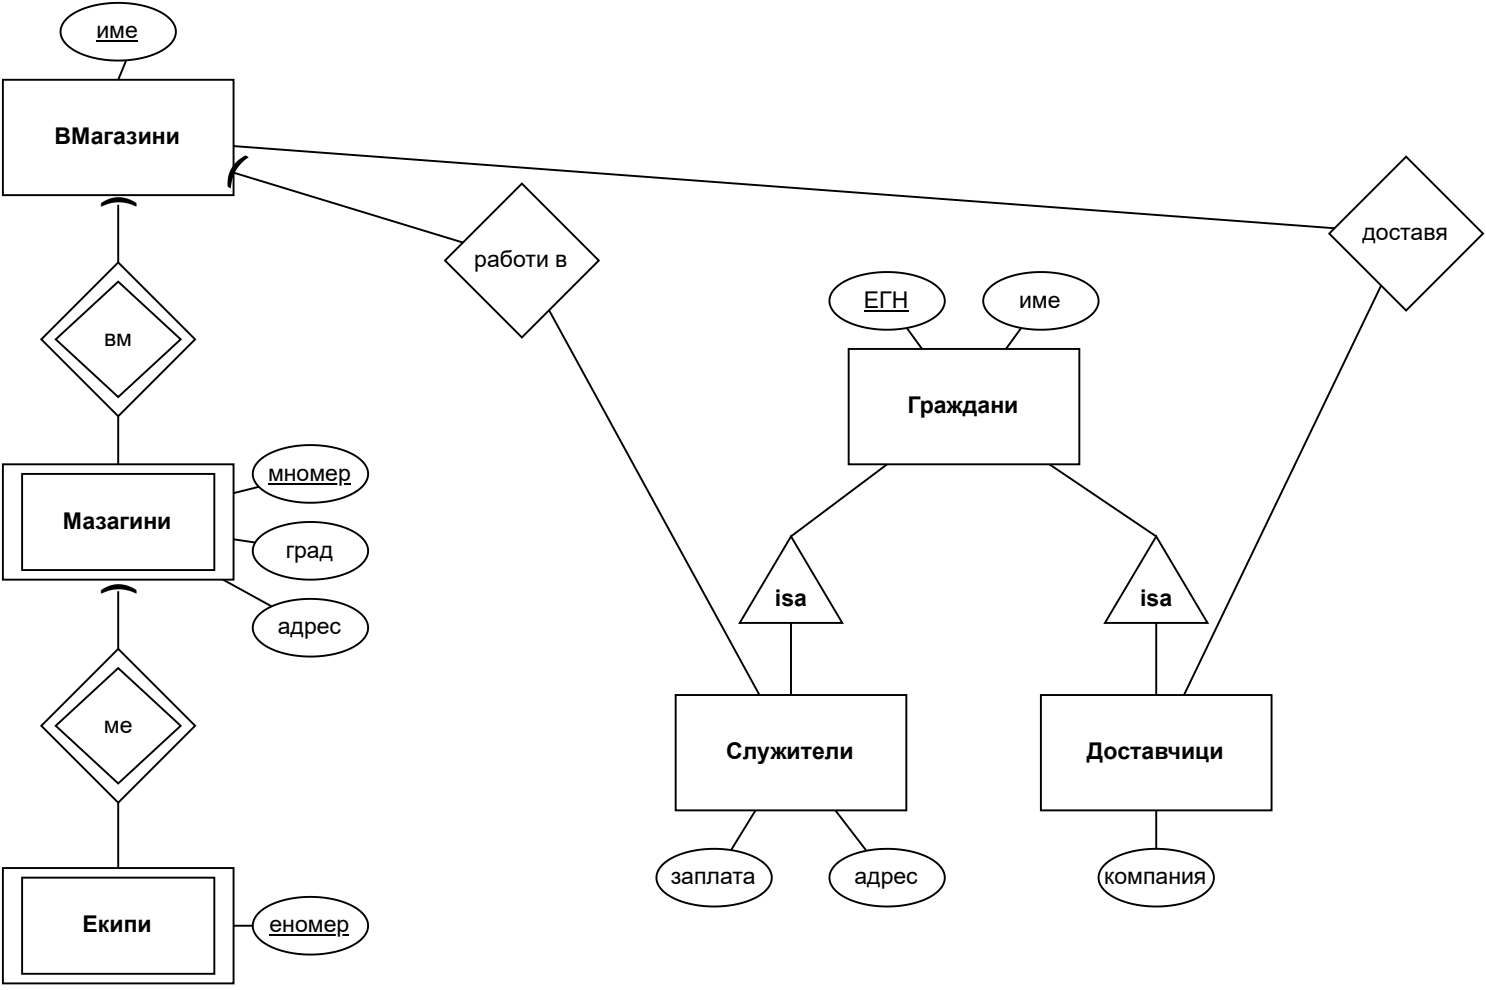 име
ВМагазини
доставя
работи в
ЕГН
име
вм
Граждани
мномер
Мазагини
град
isa
isa
адрес
ме
Служители
Доставчици
заплата
адрес
компания
Екипи
еномер